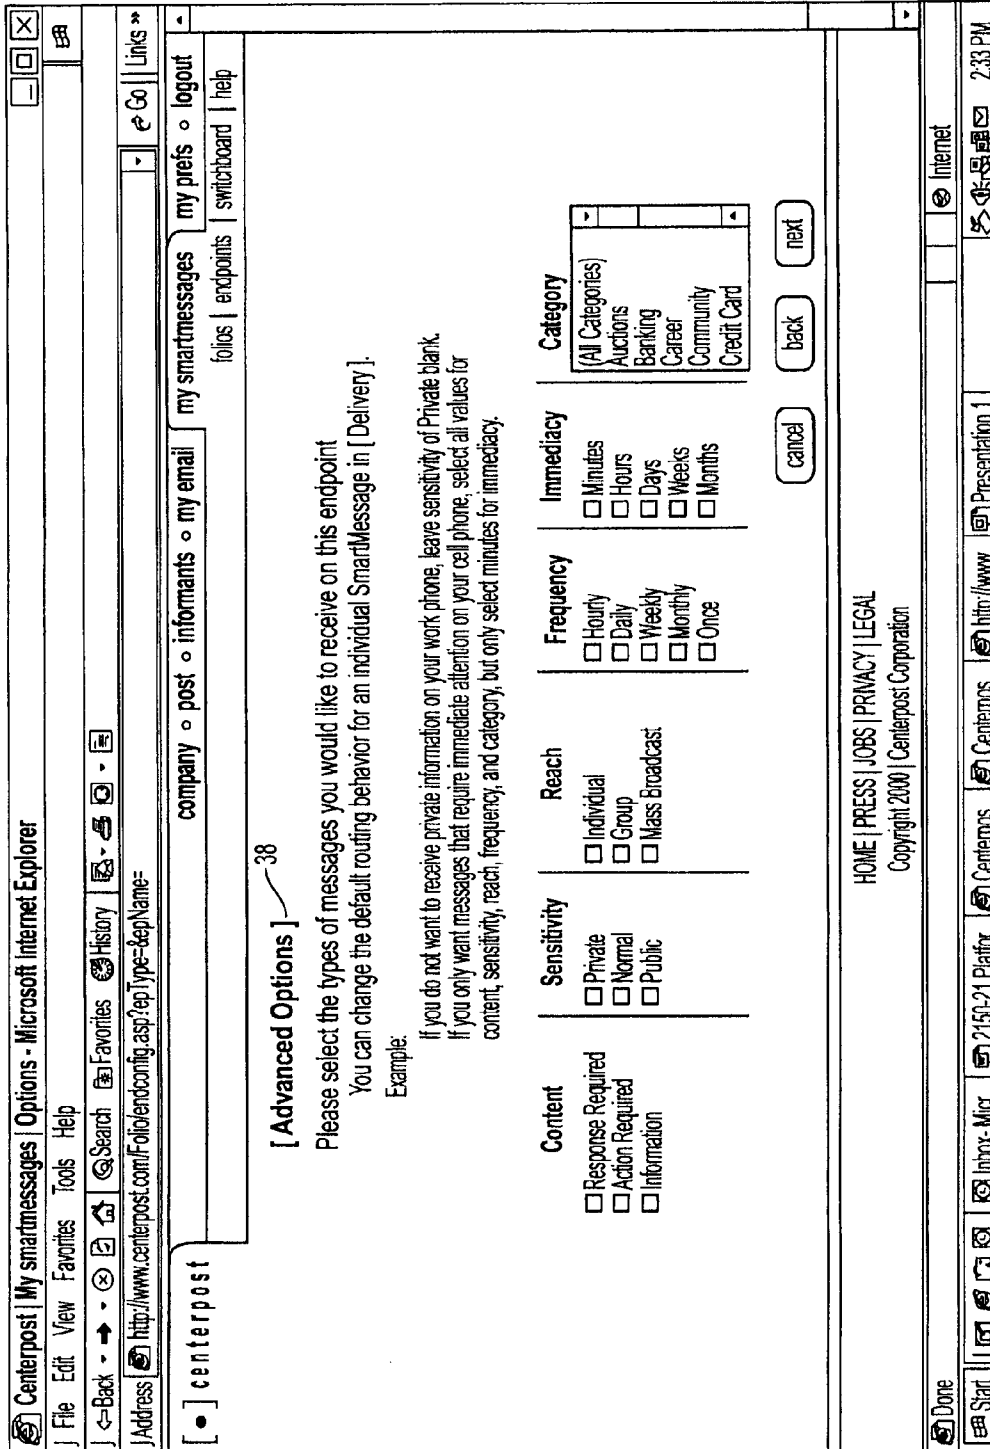 Centerpost | My smartmessages | Options - Microsoft Internet Explorer
File Edit View Favorites Tools Help
Back Search Favorites History
Address http://www.centerpost.com/Folio/endconfig.asp?epType=&epName= Go Links »
[ • ] centerpost
company o post o informants o my email my smartmessages my prefs o logout
folios | endpoints | switchboard | help
[ Advanced Options ] 38
Please select the types of messages you would like to receive on this endpoint
You can change the default routing behavior for an individual SmartMessage in [ Delivery ].
Example:
If you do not want to receive private information on your work phone, leave sensitivity of Private blank.
If you only want messages that require immediate attention on your cell phone, select all values for
content, sensitivity, reach, frequency, and category, but only select minutes for immediacy.
Content Sensitivity Reach Frequency Immediacy Category
Response Required Private Individual Hourly Minutes (All Categories)
Action Required Normal Group Daily Hours Auctions
Information Public Mass Broadcast Weekly Days Banking
Monthly Weeks Career
Once Months Community
Credit Card
cancel back next
HOME | PRESS | JOBS | PRIVACY | LEGAL
Copyright 2000 | Centerpost Corporation
Done Internet
Start Inbox- Micr 2150-21 Platfor Centempos Centempos http://www Presentation 1 2:33 PM